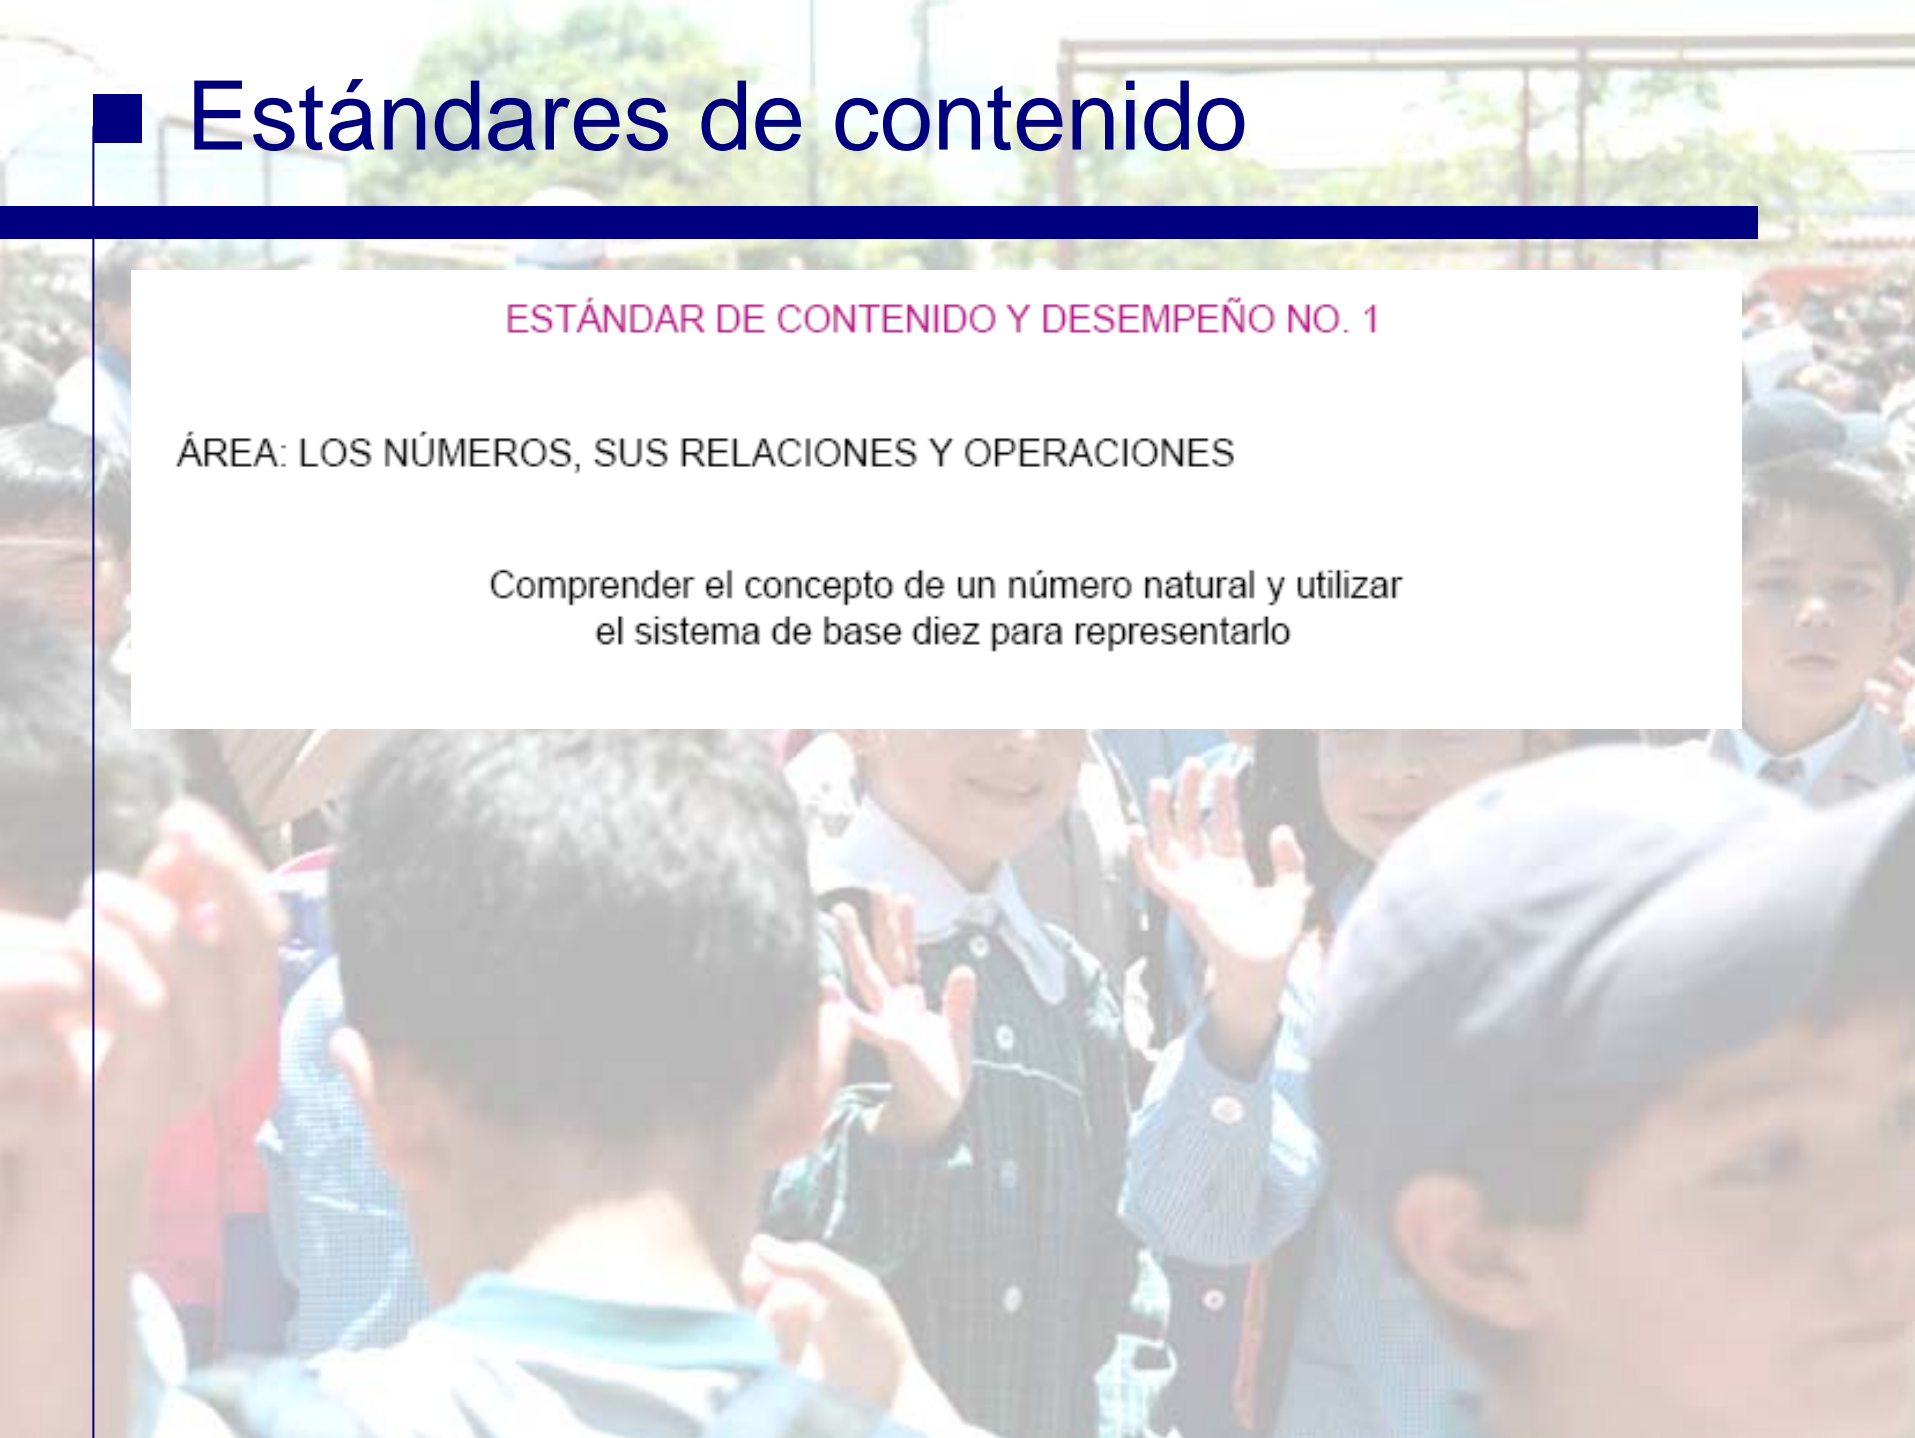 Estándares de contenido
ESTÁNDAR DE CONTENIDO Y DESEMPEÑO NO. 1
ÁREA: LOS NÚMEROS, SUS RELACIONES Y OPERACIONES
Comprender el concepto de un número natural y utilizar
el sistema de base diez para representarlo